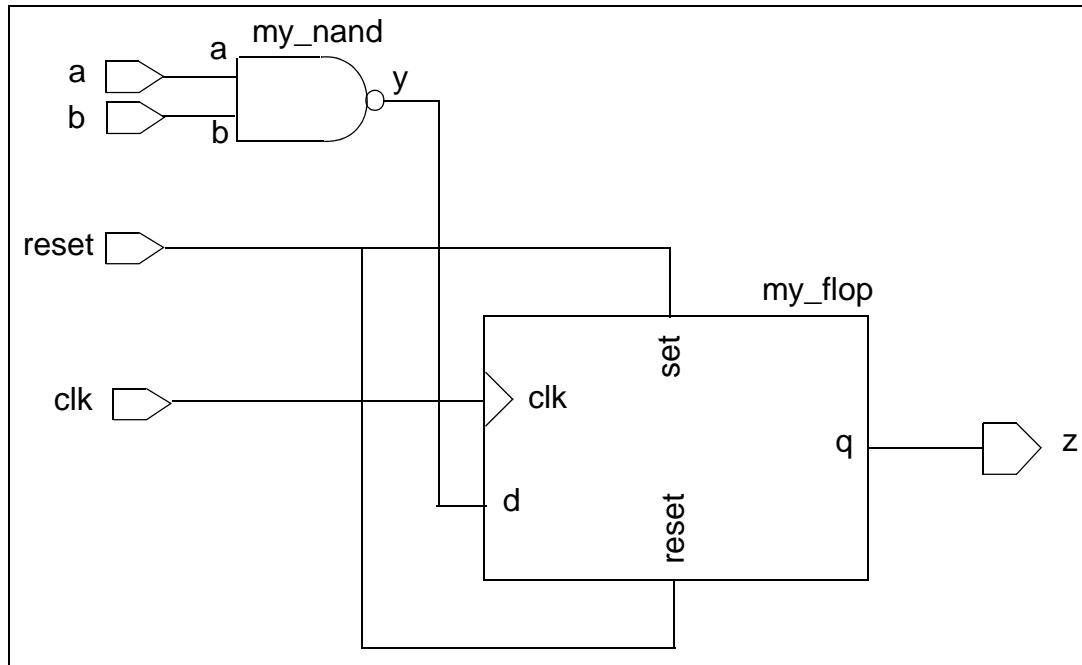 my_nand
a
a
y
b
b
reset
my_flop
set
clk
clk
q
z
d
reset